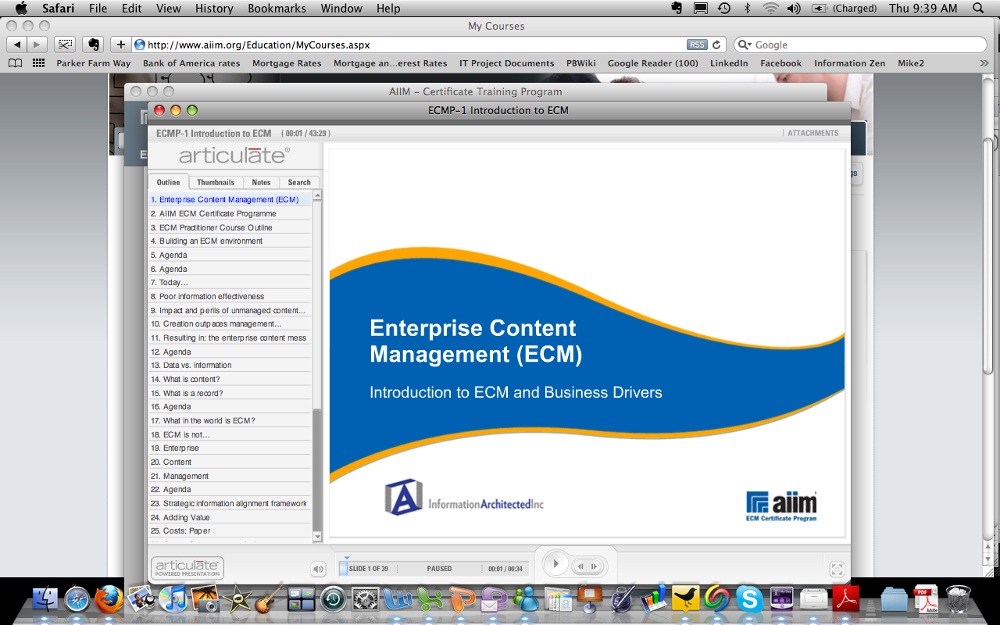 Safari File Edit View History Bookmarks Window Help (Charged) Thu 9:39 AM
My Courses
http://www.aiim.org/Education/MyCourses.aspx RSS Google
Parker Farm Way Bank of America rates Mortgage Rates Mortgage an...erest Rates IT Project Documents PBWiki Google Reader (100) LinkedIn Facebook Information Zen Mike2
AIIM – Certificate Training Program
ECMP-1 Introduction to ECM
ECMP-1 Introduction to ECM ( 00:01 / 43:29 ) ATTACHMENTS
articulate®
Outline Thumbnails Notes Search
1. Enterprise Content Management (ECM)
2. AIIM ECM Certificate Programme
3. ECM Practitioner Course Outline
4. Building an ECM environment
5. Agenda
6. Agenda
7. Today...
8. Poor information effectiveness
9. Impact and perils of unmanaged content...
10. Creation outpaces management...
11. Resulting in: the enterprise content mess
12. Agenda
13. Data vs. information
14. What is content?
15. What is a record?
16. Agenda
17. What in the world is ECM?
18. ECM is not...
19. Enterprise
20. Content
21. Management
22. Agenda
23. Strategic information alignment framework
24. Adding Value
25. Costs: Paper
Enterprise Content
Management (ECM)
Introduction to ECM and Business Drivers
InformationArchitectedInc
aiim
ECM Certificate Program
articulate
POWERED PRESENTATION
SLIDE 1 OF 39 PAUSED 00:01 / 00:34
PDF
Adobe